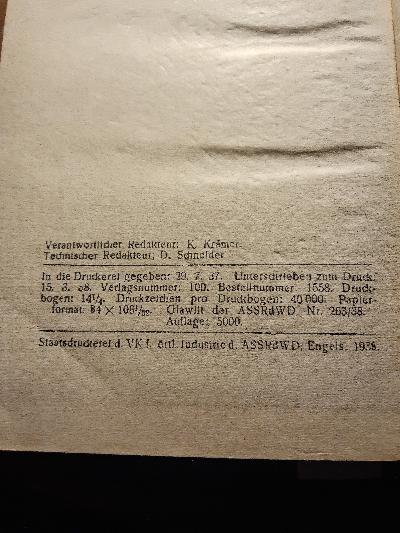 Verantwortlicher Redakteur: K. Krämer
Technischer Redakteur: D. Schneider
In die Druckerei gegeben: 29. 7. 37. Unterschrieben zum Druck:
15. 3. 38. Verlagsnummer: 100. Bestellnummer 1558. Druck-
bogen: 14¼. Druckzeichen pro Druckbogen: 40 000. Papier-
format: 84 × 108¹/₃₂. Glawlit der ASSRdWD Nr. 263/38.
Auflage: 5000.
Staatsdruckerei d. VK f. örtl. Industrie d. ASSRdWD, Engels. 1938.